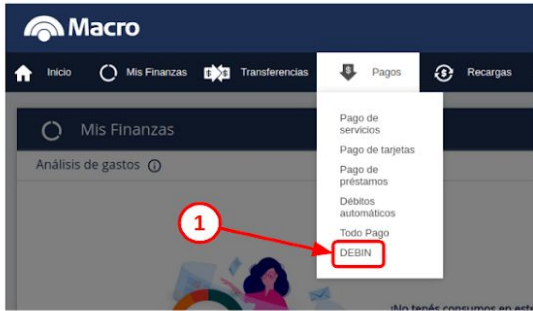 Macro
Inicio
Mis Finanzas
Transferencias
Pagos
Recargas
Mis Finanzas
Análisis de gastos
Pago de
servicios
Pago de tarjetas
Pago de
préstamos
Débitos
automáticos
Todo Pago
DEBIN
1
¡No tenés consumos en este